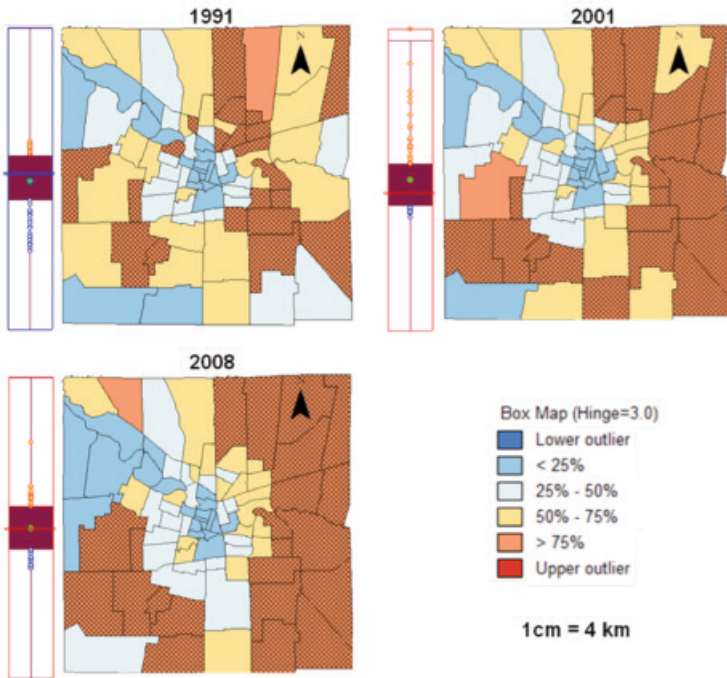 1991
N
2001
N
2008
N
Box Map (Hinge=3.0)
Lower outlier
< 25%
25% - 50%
50% - 75%
> 75%
Upper outlier
1cm = 4 km